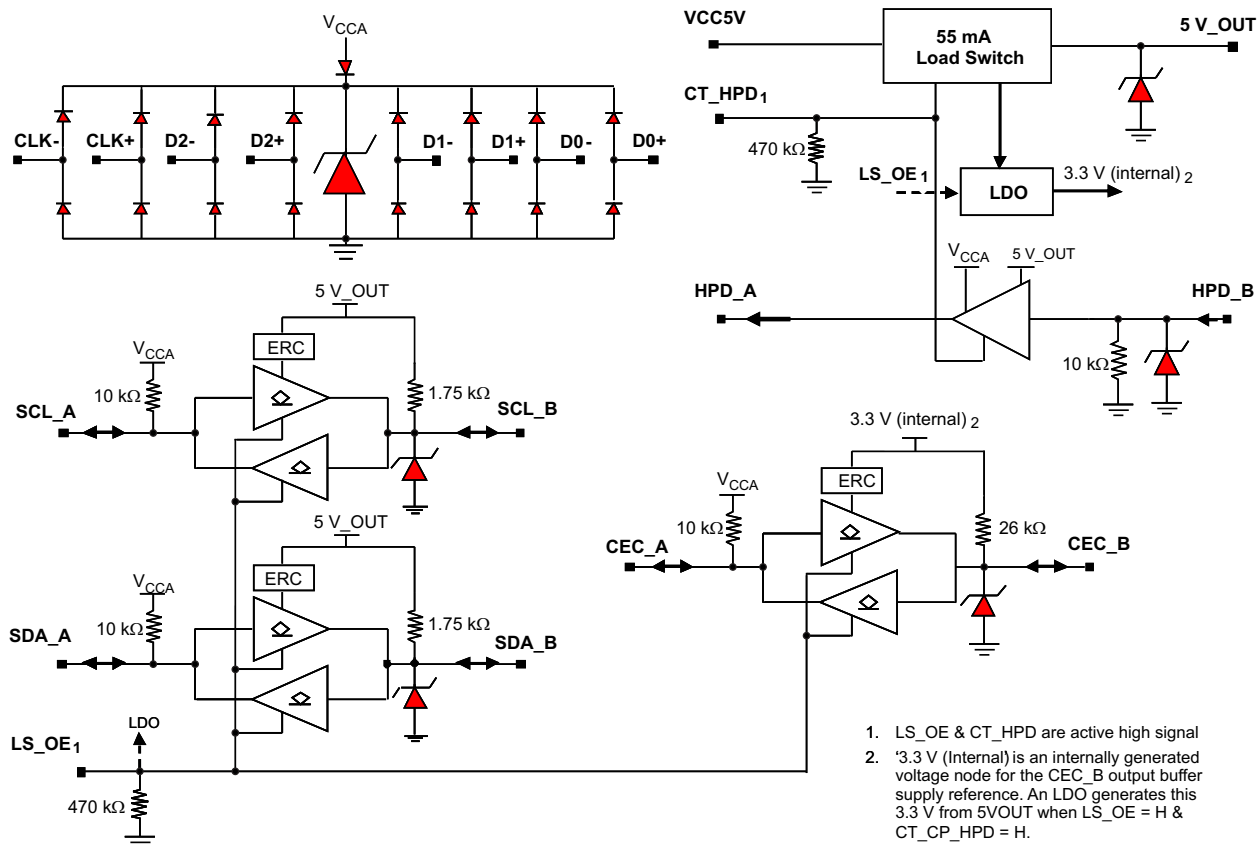 VCCA
CLK-
CLK+
D2-
D2+
D1-
D1+
D0-
D0+
VCC5V
55 mA
Load Switch
5 V_OUT
CT_HPD1
470 kΩ
LS_OE1
LDO
3.3 V (internal) 2
VCCA
5 V_OUT
HPD_A
HPD_B
10 kΩ
5 V_OUT
ERC
VCCA
10 kΩ
1.75 kΩ
SCL_A
SCL_B
5 V_OUT
ERC
VCCA
10 kΩ
1.75 kΩ
SDA_A
SDA_B
3.3 V (internal) 2
ERC
VCCA
10 kΩ
26 kΩ
CEC_A
CEC_B
LDO
LS_OE1
470 kΩ
1. LS_OE & CT_HPD are active high signal
2. '3.3 V (Internal) is an internally generated
voltage node for the CEC_B output buffer
supply reference. An LDO generates this
3.3 V from 5VOUT when LS_OE = H &
CT_CP_HPD = H.